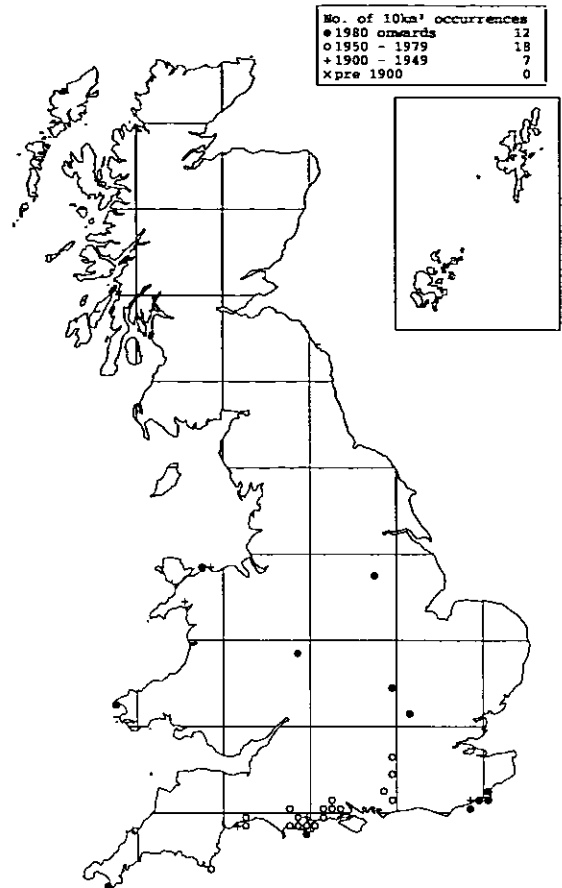 No. of 10km² occurrences
● 1980 onwards 12
○ 1950 - 1979 18
+ 1900 - 1949 7
× pre 1900 0